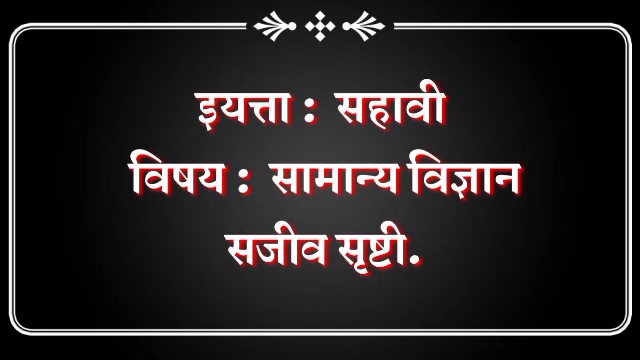 इयत्ता : सहावी
विषय : सामान्य विज्ञान
सजीव सृष्टी.